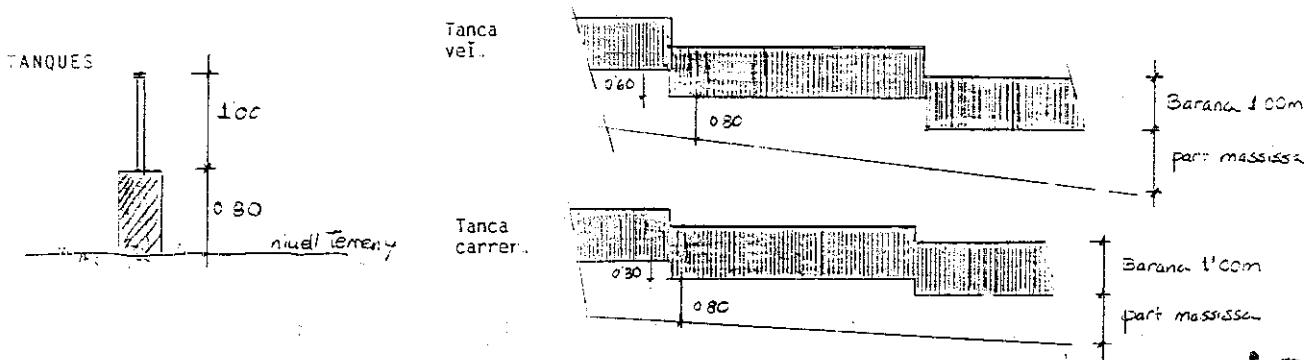 TANQUES
1'00
0'80
nivell Terreny
Tanca
veï.
0'60
0'80
Barana 1'00m
part massissa
Tanca
carrer.
0'30
0'80
Barana 1'00m
part massissa